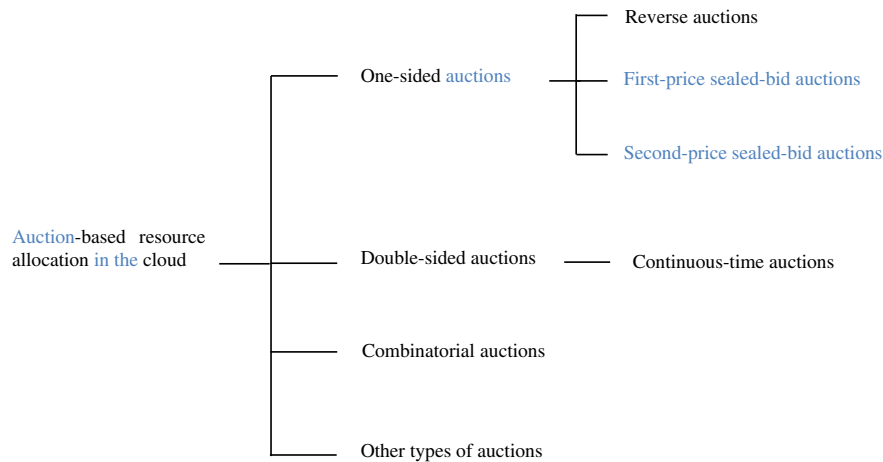 Reverse auctions
One-sided auctions
First-price sealed-bid auctions
Second-price sealed-bid auctions
Auction-based resource
allocation in the cloud
Double-sided auctions
Continuous-time auctions
Combinatorial auctions
Other types of auctions